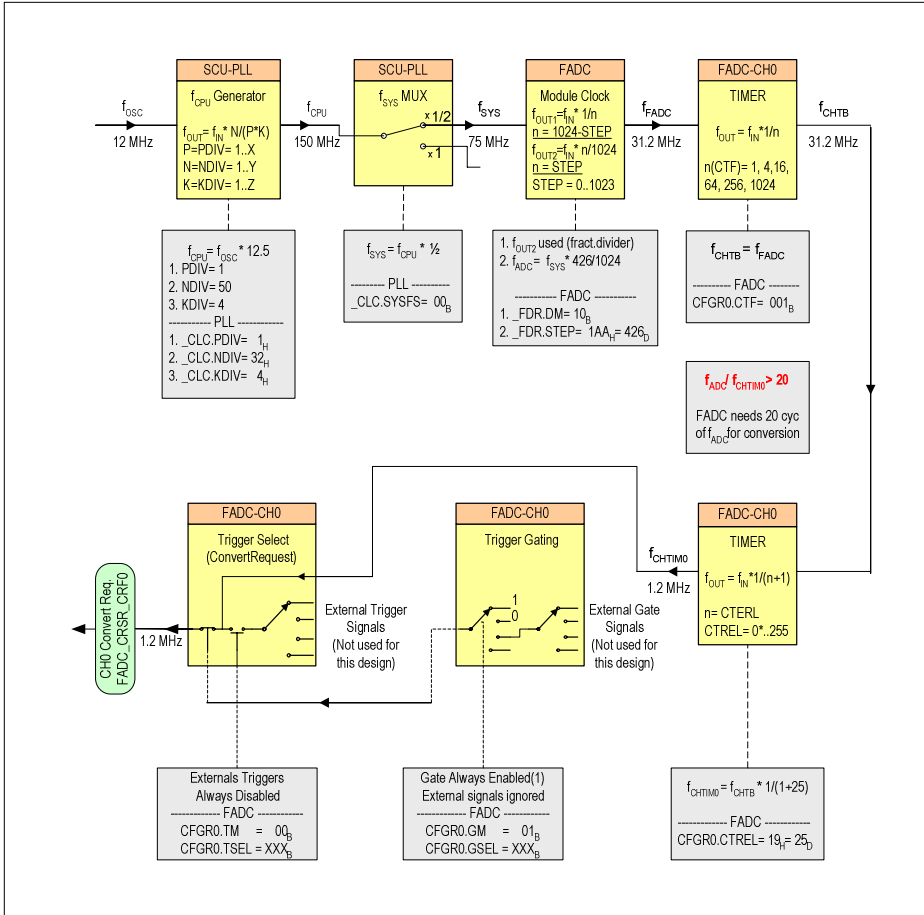 SCU-PLL
fCPU Generator
fOUT= fIN* N/(P*K)
P=PDIV= 1..X
N=NDIV= 1..Y
K=KDIV= 1..Z
fOSC
12 MHz
fCPU
150 MHz
SCU-PLL
fSYS MUX
x1/2
x1
fSYS
75 MHz
FADC
Module Clock
fOUT1=fIN* 1/n
n = 1024-STEP
fOUT2=fIN* n/1024
n = STEP
STEP = 0..1023
fFADC
31.2 MHz
FADC-CH0
TIMER
fOUT = fIN*1/n
n(CTF)= 1, 4,16,
64, 256, 1024
fCHTB
31.2 MHz
fCPU= fOSC * 12.5
1. PDIV= 1
2. NDIV= 50
3. KDIV= 4
----------- PLL ------------
1. _CLC.PDIV= 1H
2. _CLC.NDIV= 32H
3. _CLC.KDIV= 4H
fSYS= fCPU * ½
--------- PLL ---------
_CLC.SYSFS= 00B
1. fOUT2 used (fract.divider)
2. fADC= fSYS* 426/1024
----------- FADC -----------
1. _FDR.DM= 10B
2. _FDR.STEP= 1AAH= 426D
fCHTB = fFADC
---------- FADC ----------
CFGR0.CTF= 001B
fADC/ fCHTIM0> 20
FADC needs 20 cyc
of fADC for conversion
FADC-CH0
Trigger Select
(ConvertRequest)
External Trigger
Signals
(Not used for
this design)
FADC-CH0
Trigger Gating
1
0
External Gate
Signals
(Not used for
this design)
fCHTIM0
1.2 MHz
FADC-CH0
TIMER
fOUT = fIN*1/(n+1)
n= CTERL
CTREL= 0*..255
CH0 Convert Req.
FADC_CRSR_CRF0
1.2 MHz
Externals Triggers
Always Disabled
------------- FADC -----------
CFGR0.TM = 00B
CFGR0.TSEL = XXXB
Gate Always Enabled(1)
External signals ignored
------------- FADC -----------
CFGR0.GM = 01B
CFGR0.GSEL = XXXB
fCHTIM0= fCHTB * 1/(1+25)
------------- FADC ------------
CFGR0.CTREL= 19H= 25D